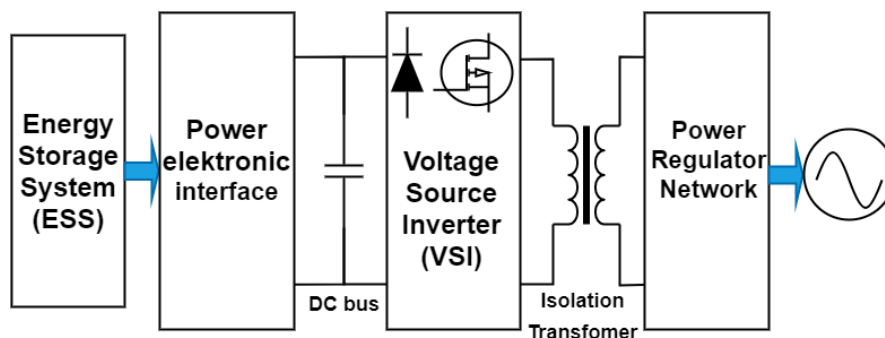 Energy
Storage
System
(ESS)
Power
elektronic
interface
DC bus
Voltage
Source
Inverter
(VSI)
Isolation
Transfomer
Power
Regulator
Network